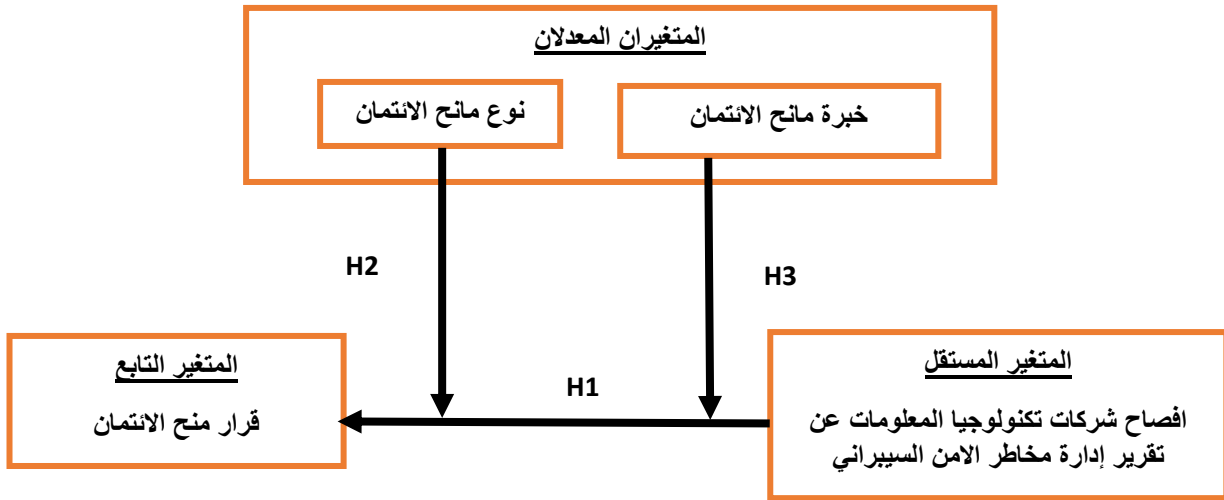 المتغيران المعدلان
خبرة مانح الائتمان
نوع مانح الائتمان
H3
H2
المتغير المستقل
افصاح شركات تكنولوجيا المعلومات عن
تقرير إدارة مخاطر الامن السيبراني
H1
المتغير التابع
قرار منح الائتمان